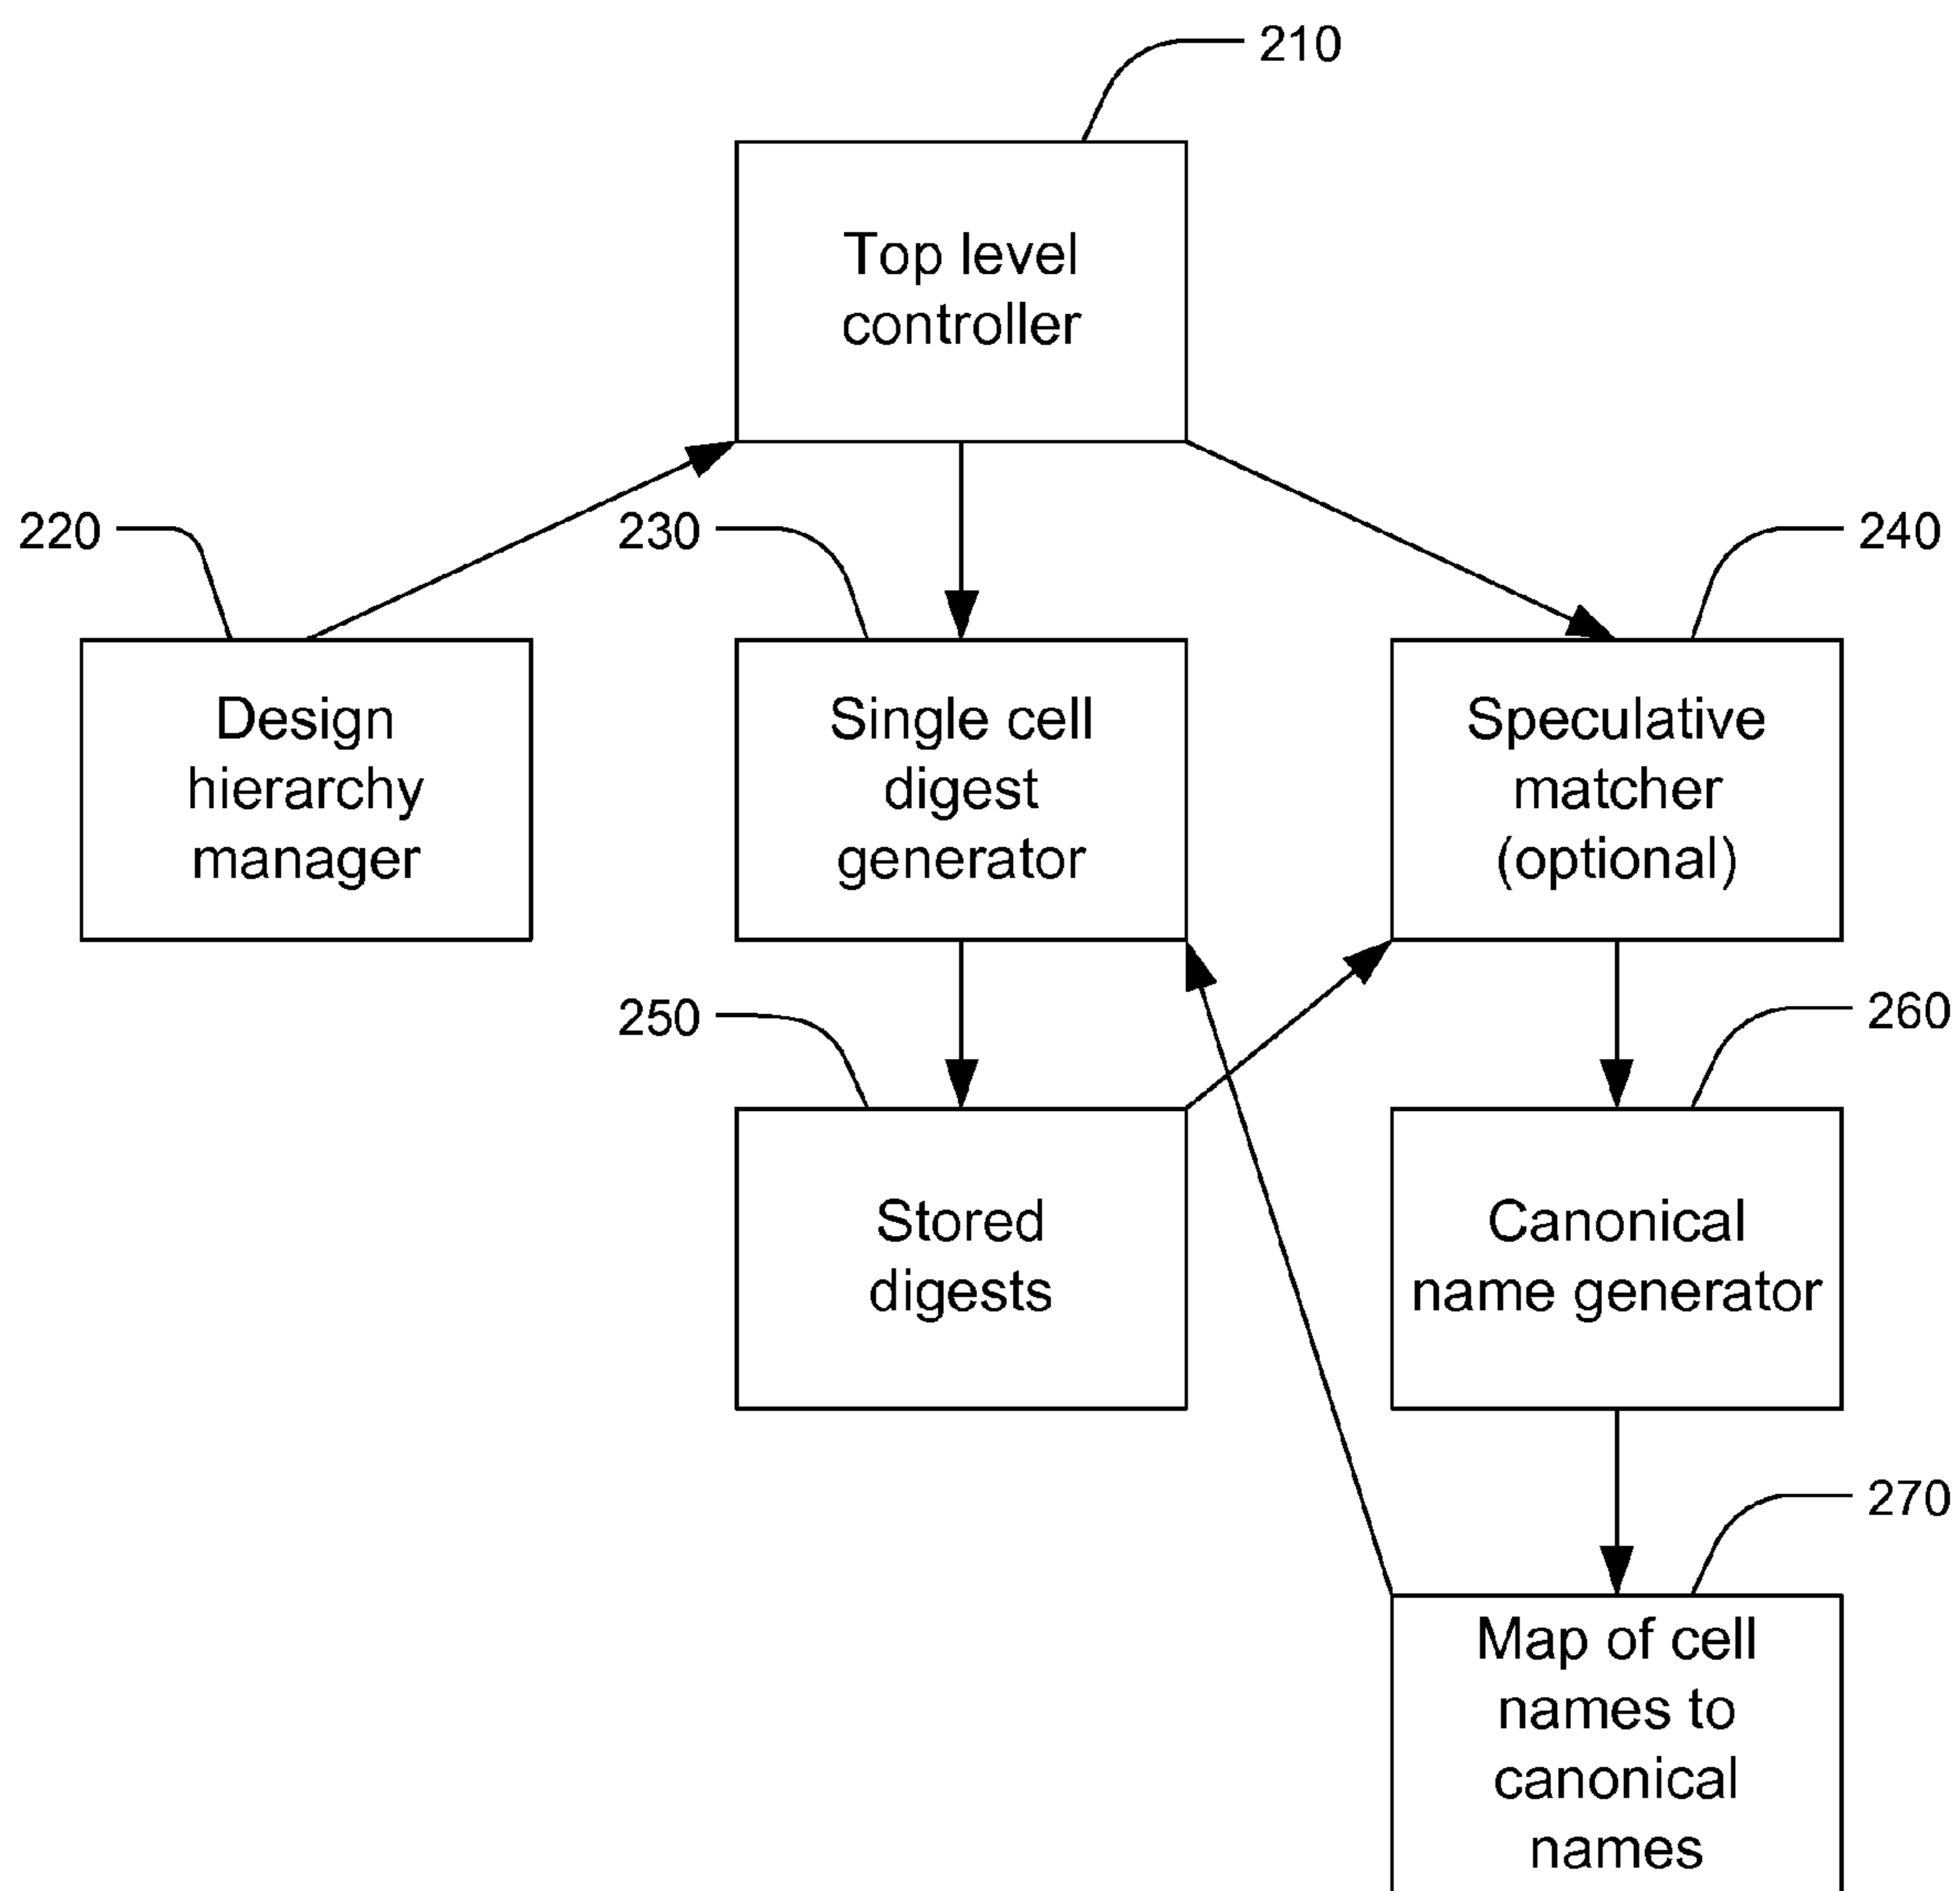 210
Top level
controller
220
230
240
Design
hierarchy
manager
Single cell
digest
generator
Speculative
matcher
(optional)
250
260
Stored
digests
Canonical
name generator
270
Map of cell
names to
canonical
names